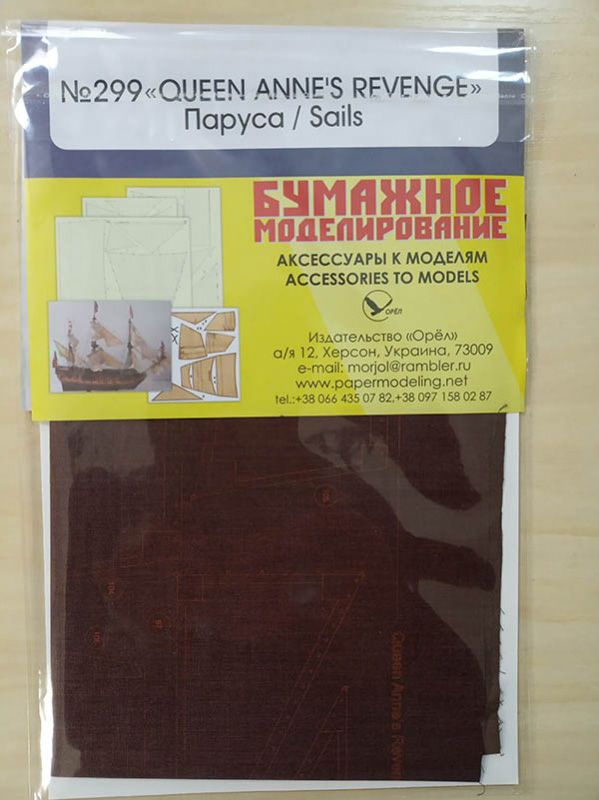 №299«QUEEN ANNE'S REVENGE»
Паруса / Sails
БУМАЖНОЕ
МОДЕЛИРОВАНИЕ
АКСЕССУАРЫ К МОДЕЛЯМ
ACCESSORIES TO MODELS
ОРЁЛ
Издательство «Орёл»
а/я 12, Херсон, Украина, 73009
e-mail: morjol@rambler.ru
www.papermodeling.net
tel.:+38 066 435 07 82,+38 097 158 02 87
Queen Anne's Reven